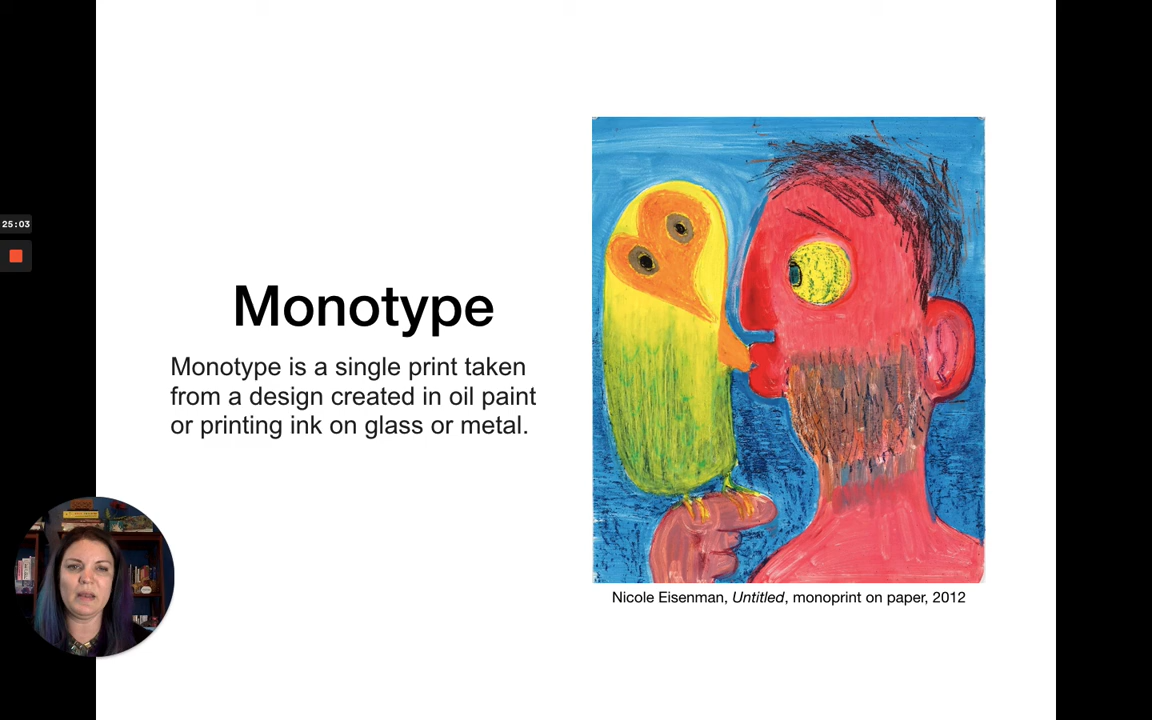 25:03
Monotype
Monotype is a single print taken
from a design created in oil paint
or printing ink on glass or metal.
Nicole Eisenman, Untitled, monoprint on paper, 2012